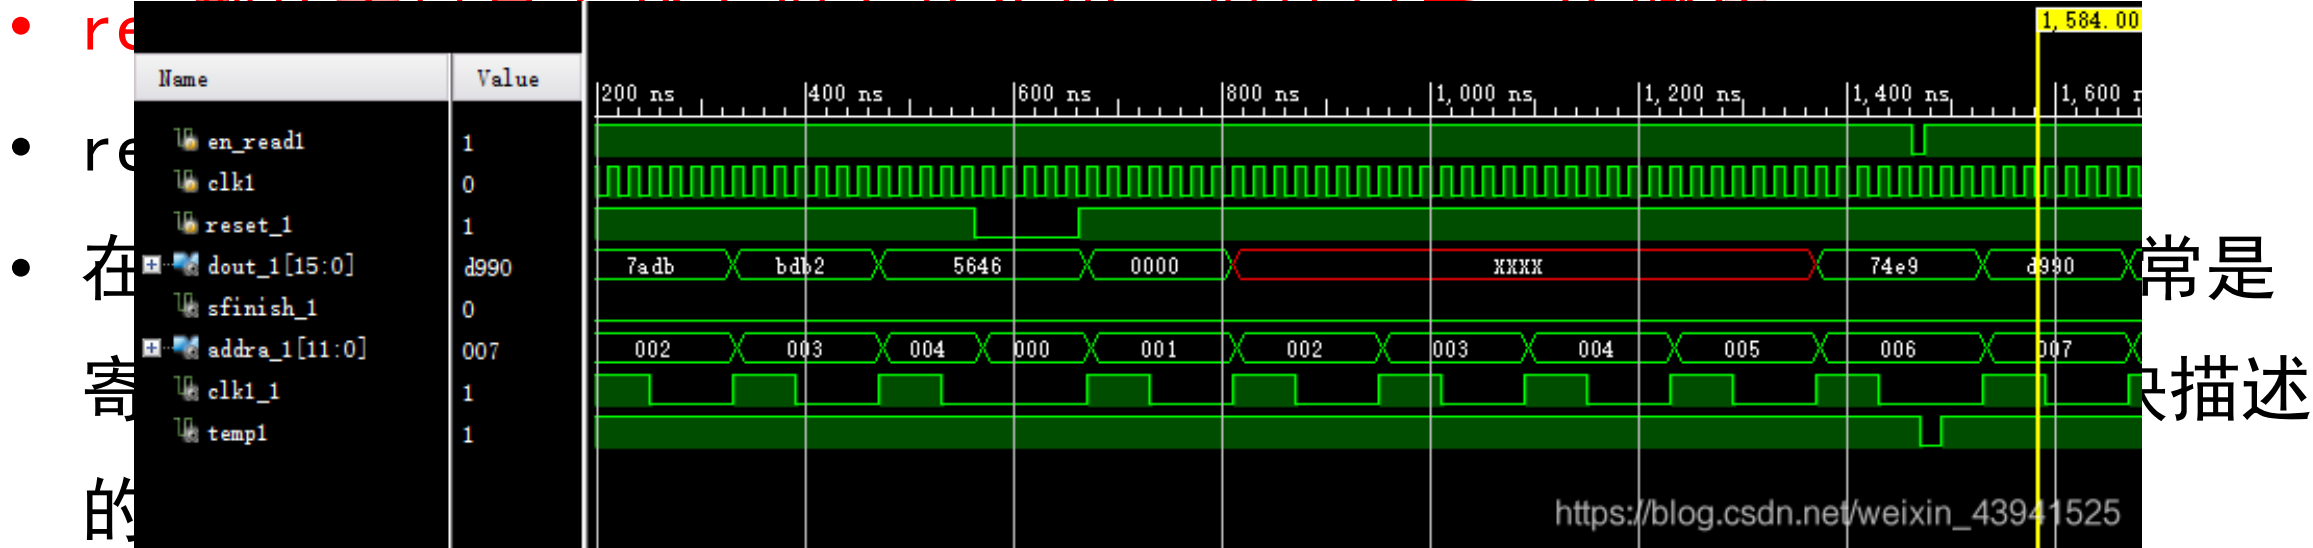 • re
1,584.00
Name Value
200 ns 400 ns 600 ns 800 ns 1,000 ns 1,200 ns 1,400 ns 1,600
• re
en_read1 1
clk1 0
reset_1 1
• 在 常是
dout_1[15:0] d990 7adb bdb2 5646 0000 XXXX 74e9 d990
sfinish_1 0
addra_1[11:0] 007 002 003 004 000 001 002 003 004 005 006 007
寄 描述
clk1_1 1
temp1 1
的
https://blog.csdn.net/weixin_43941525